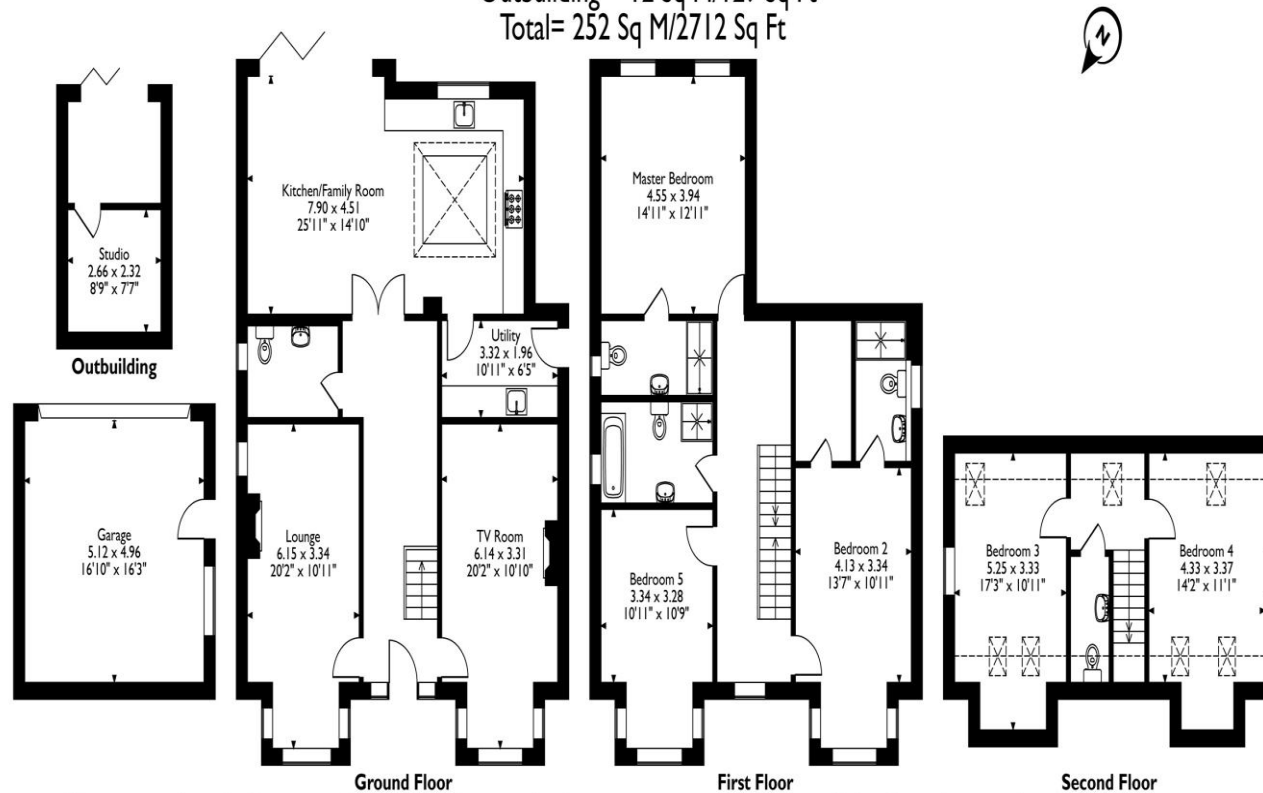 Total= 252 Sq M/2712 Sq Ft
N
Kitchen/Family Room
7.90 x 4.51
25'11" x 14'10"
Master Bedroom
4.55 x 3.94
14'11" x 12'11"
Studio
2.66 x 2.32
8'9" x 7'7"
Outbuilding
Utility
3.32 x 1.96
10'11" x 6'5"
Garage
5.12 x 4.96
16'10" x 16'3"
Lounge
6.15 x 3.34
20'2" x 10'11"
TV Room
6.14 x 3.31
20'2" x 10'10"
Bedroom 5
3.34 x 3.28
10'11" x 10'9"
Bedroom 2
4.13 x 3.34
13'7" x 10'11"
Bedroom 3
5.25 x 3.33
17'3" x 10'11"
Bedroom 4
4.33 x 3.37
14'2" x 11'1"
Ground Floor
First Floor
Second Floor